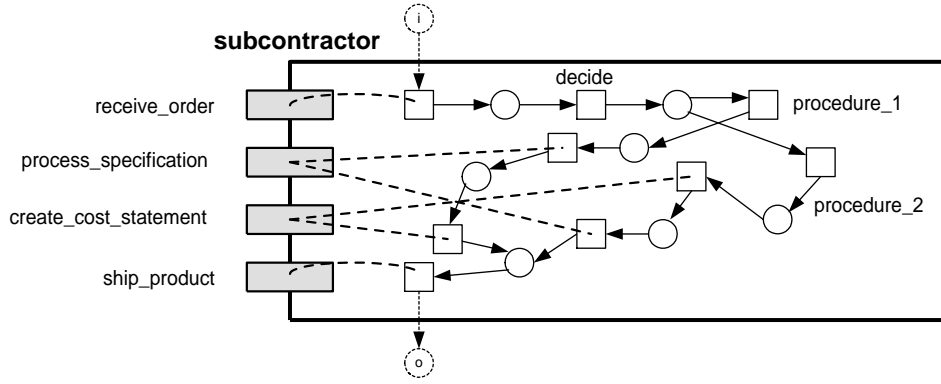 i
subcontractor
decide
receive_order
procedure_1
process_specification
create_cost_statement
procedure_2
ship_product
o